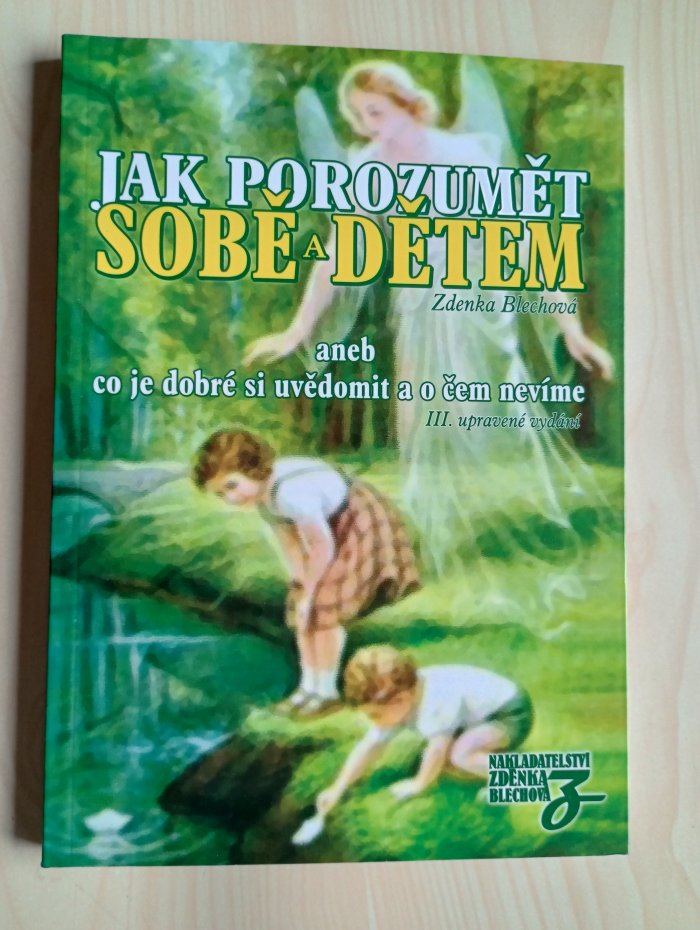 JAK POROZUMĚT
SOBĚ A DĚTEM
Zdenka Blechová
aneb
co je dobré si uvědomit a o čem nevíme
III. upravené vydání
NAKLADATELSTVÍ
ZDEŇKA
BLECHOVÁ
Z